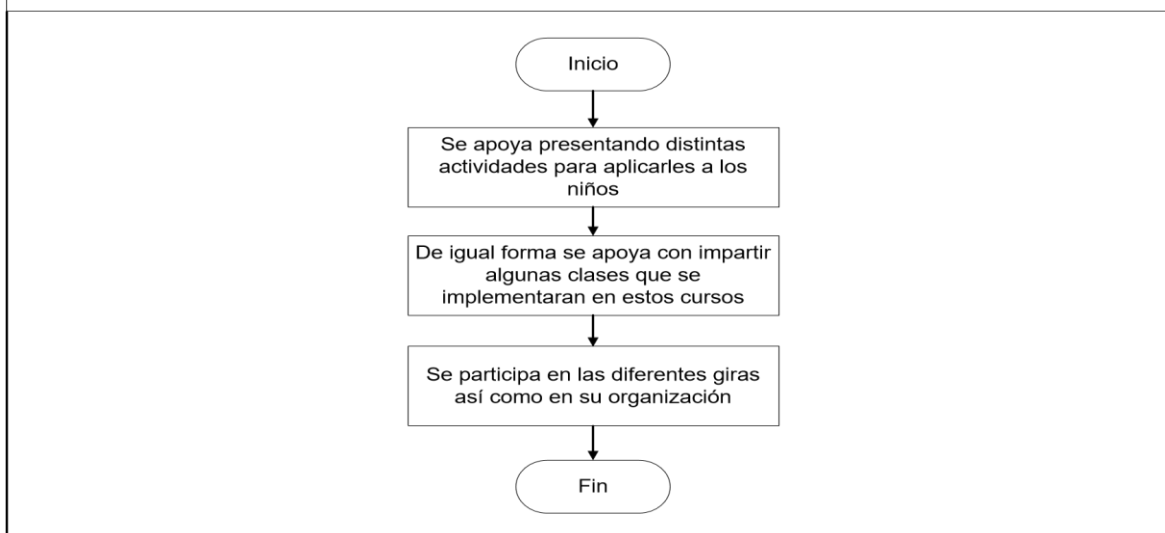 Inicio
Se apoya presentando distintas
actividades para aplicarles a los
niños
De igual forma se apoya con impartir
algunas clases que se
implementaran en estos cursos
Se participa en las diferentes giras
así como en su organización
Fin